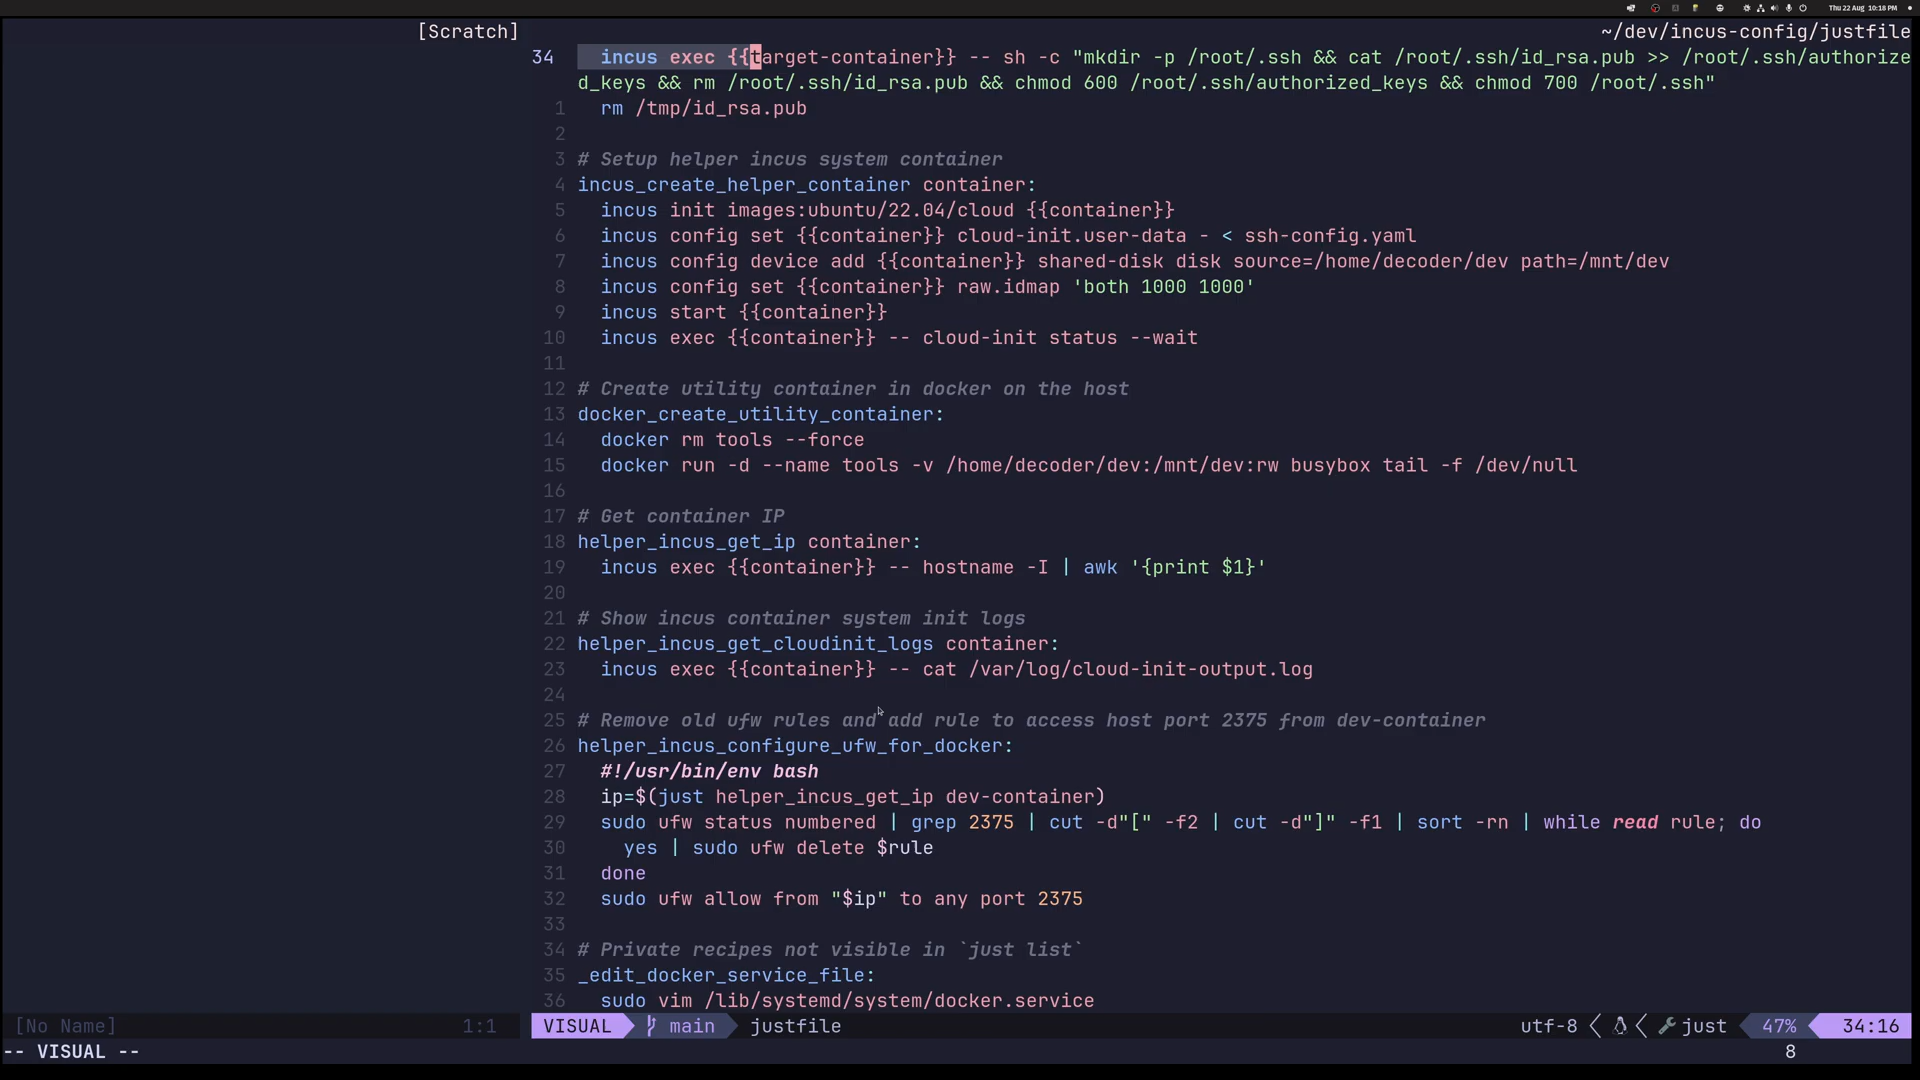 Thu 22 Aug 10:18 PM
[Scratch]
~/dev/incus-config/justfile
34 incus exec {{target-container}} -- sh -c "mkdir -p /root/.ssh && cat /root/.ssh/id_rsa.pub >> /root/.ssh/authorize
d_keys && rm /root/.ssh/id_rsa.pub && chmod 600 /root/.ssh/authorized_keys && chmod 700 /root/.ssh"
1 rm /tmp/id_rsa.pub
2
3 # Setup helper incus system container
4 incus_create_helper_container container:
5 incus init images:ubuntu/22.04/cloud {{container}}
6 incus config set {{container}} cloud-init.user-data - < ssh-config.yaml
7 incus config device add {{container}} shared-disk disk source=/home/decoder/dev path=/mnt/dev
8 incus config set {{container}} raw.idmap 'both 1000 1000'
9 incus start {{container}}
10 incus exec {{container}} -- cloud-init status --wait
11
12 # Create utility container in docker on the host
13 docker_create_utility_container:
14 docker rm tools --force
15 docker run -d --name tools -v /home/decoder/dev:/mnt/dev:rw busybox tail -f /dev/null
16
17 # Get container IP
18 helper_incus_get_ip container:
19 incus exec {{container}} -- hostname -I | awk '{print $1}'
20
21 # Show incus container system init logs
22 helper_incus_get_cloudinit_logs container:
23 incus exec {{container}} -- cat /var/log/cloud-init-output.log
24
25 # Remove old ufw rules and add rule to access host port 2375 from dev-container
26 helper_incus_configure_ufw_for_docker:
27 #!/usr/bin/env bash
28 ip=$(just helper_incus_get_ip dev-container)
29 sudo ufw status numbered | grep 2375 | cut -d"[" -f2 | cut -d"]" -f1 | sort -rn | while read rule; do
30 yes | sudo ufw delete $rule
31 done
32 sudo ufw allow from "$ip" to any port 2375
33
34 # Private recipes not visible in `just list`
35 _edit_docker_service_file:
36 sudo vim /lib/systemd/system/docker.service
[No Name] 1:1 VISUAL main justfile utf-8 just 47% 34:16
-- VISUAL -- 8